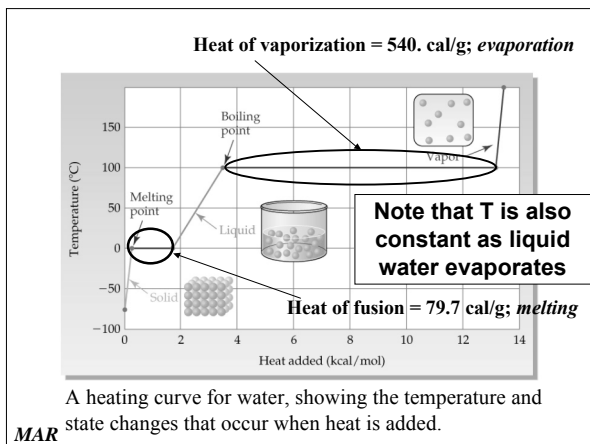 Heat of vaporization = 540. cal/g; evaporation
200
150
100
50
0
−50
−100
Temperature (°C)
Boiling
point
Melting
point
Vapor
Liquid
Solid
Note that T is also
constant as liquid
water evaporates
Heat of fusion = 79.7 cal/g; melting
0 2 4 6 8 10 12 14
Heat added (kcal/mol)
A heating curve for water, showing the temperature and
state changes that occur when heat is added.
MAR